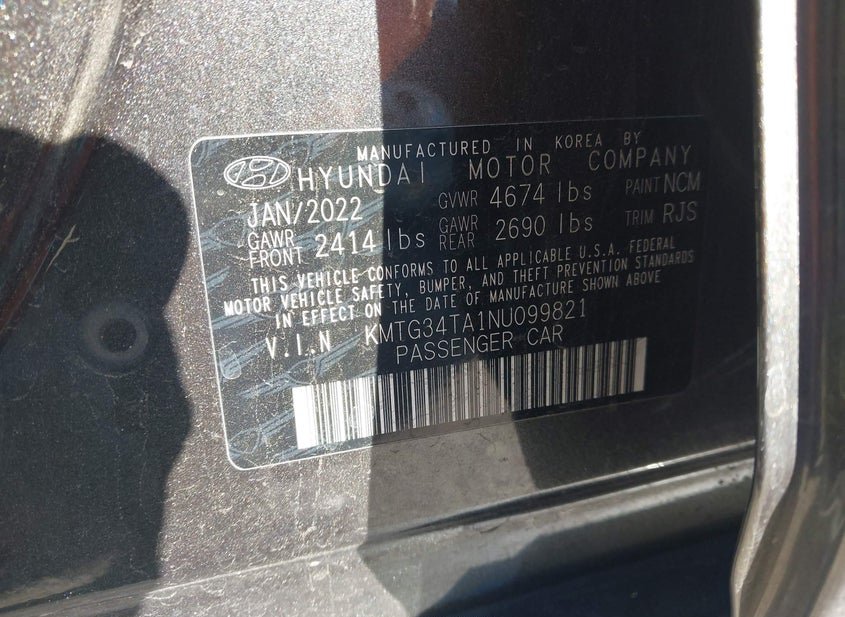 MANUFACTURED IN KOREA BY
HYUNDAI MOTOR COMPANY
JAN/2022 GVWR 4674 lbs PAINT NCM
GAWR FRONT 2414 lbs GAWR REAR 2690 lbs TRIM RJS
THIS VEHICLE CONFORMS TO ALL APPLICABLE U.S.A. FEDERAL
MOTOR VEHICLE SAFETY, BUMPER, AND THEFT PREVENTION STANDARDS
IN EFFECT ON THE DATE OF MANUFACTURE SHOWN ABOVE
V.I.N KMTG34TA1NU099821
PASSENGER CAR